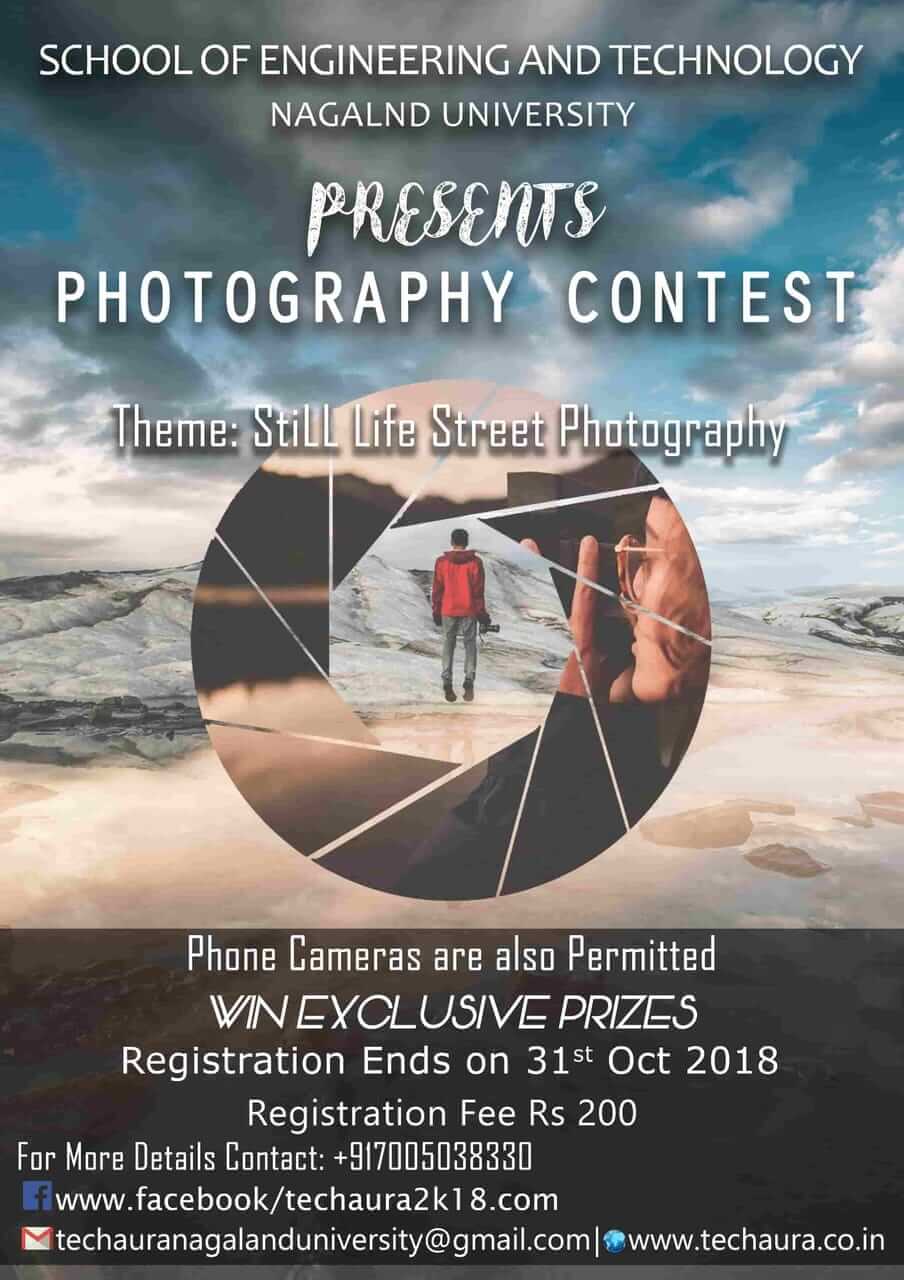 SCHOOL OF ENGINEERING AND TECHNOLOGY
NAGALND UNIVERSITY
PRESENTS
PHOTOGRAPHY CONTEST
Theme: StiLL Life Street Photography
Phone Cameras are also Permitted
WIN EXCLUSIVE PRIZES
Registration Ends on 31st Oct 2018
Registration Fee Rs 200
For More Details Contact: +917005038330
www.facebook/techaura2k18.com
techauranagalanduniversity@gmail.com|www.techaura.co.in